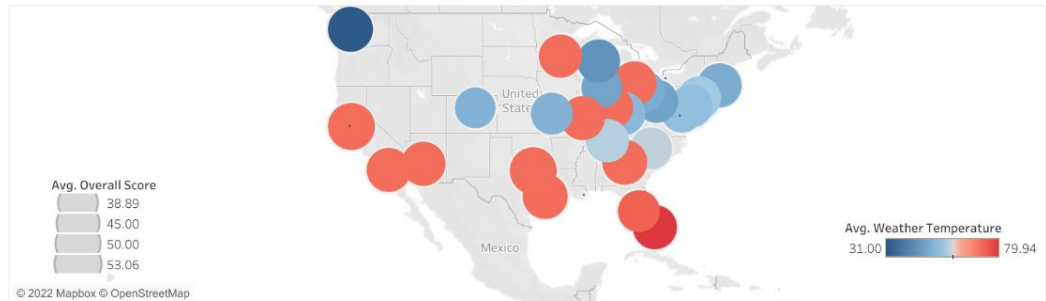 United
State
Mexico
Avg. Overall Score
38.89
45.00
50.00
53.06
Avg. Weather Temperature
31.00
79.94
© 2022 Mapbox © OpenStreetMap